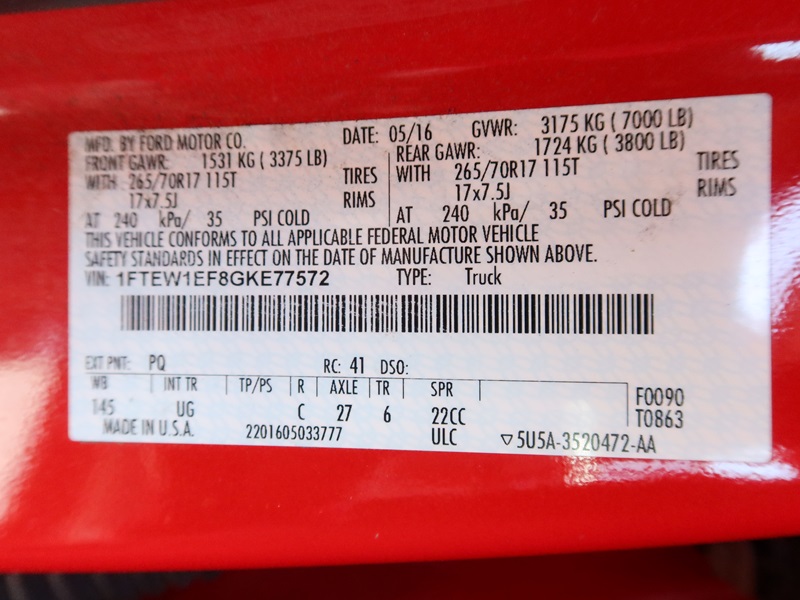 MFD. BY FORD MOTOR CO. DATE: 05/16 GVWR: 3175 KG ( 7000 LB)
FRONT GAWR: 1531 KG ( 3375 LB) REAR GAWR: 1724 KG ( 3800 LB)
WITH 265/70R17 115T TIRES WITH 265/70R17 115T TIRES
17x7.5J RIMS 17x7.5J RIMS
AT 240 kPa/ 35 PSI COLD AT 240 kPa/ 35 PSI COLD
THIS VEHICLE CONFORMS TO ALL APPLICABLE FEDERAL MOTOR VEHICLE
SAFETY STANDARDS IN EFFECT ON THE DATE OF MANUFACTURE SHOWN ABOVE.
VIN: 1FTEW1EF8GKE77572 TYPE: Truck
EXT PNT: PQ RC: 41 DSO:
WB INT TR TP/PS R AXLE TR SPR F0090
145 UG C 27 6 22CC T0863
MADE IN U.S.A. 2201605033777 ULC ▽5U5A-3520472-AA